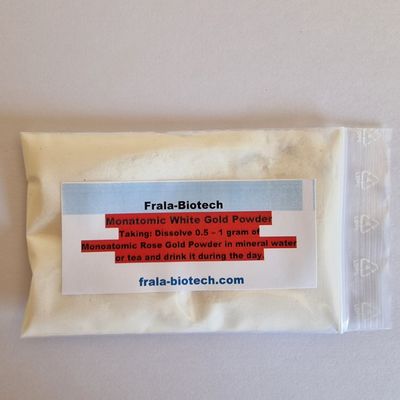 Frala-Biotech
Monatomic White Gold Powder
Taking: Dissolve 0.5 – 1 gram of
Monoatomic Rose Gold Powder in mineral water
or tea and drink it during the day.
frala-biotech.com